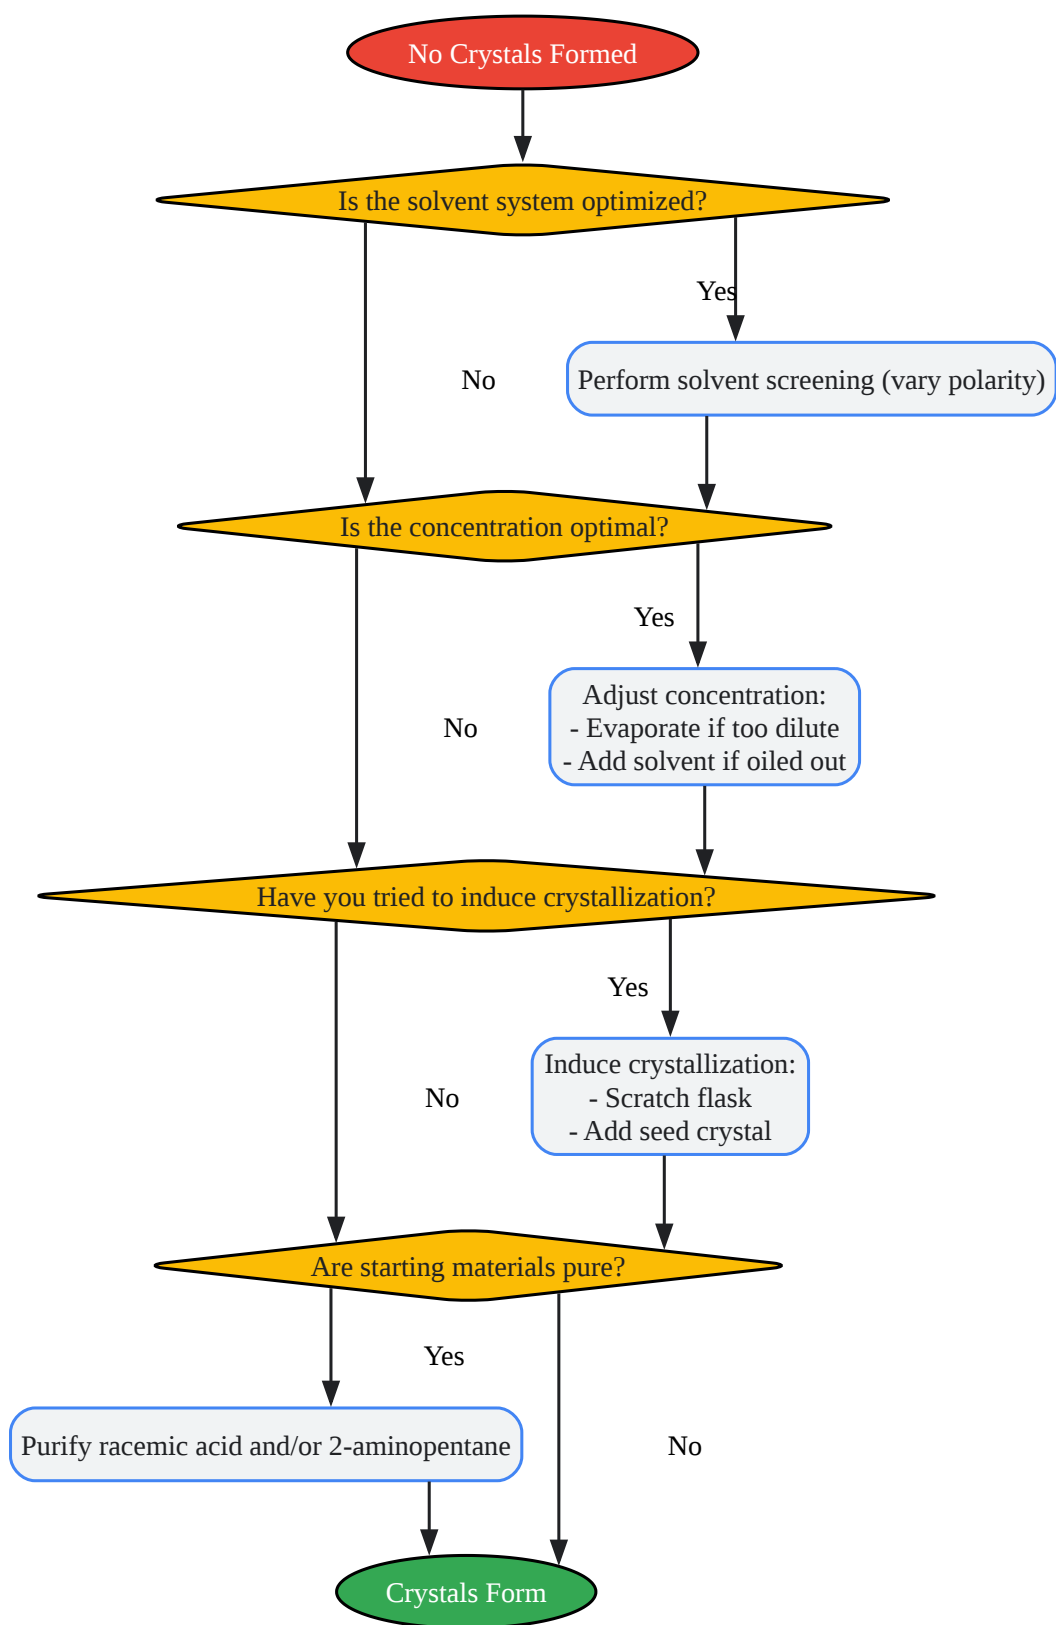 No Crystals Formed
Is the solvent system optimized?
Yes
No
Perform solvent screening (vary polarity)
Is the concentration optimal?
Yes
No
Adjust concentration:
- Evaporate if too dilute
- Add solvent if oiled out
Have you tried to induce crystallization?
Yes
No
Induce crystallization:
- Scratch flask
- Add seed crystal
Are starting materials pure?
Yes
Purify racemic acid and/or 2-aminopentane
No
Crystals Form